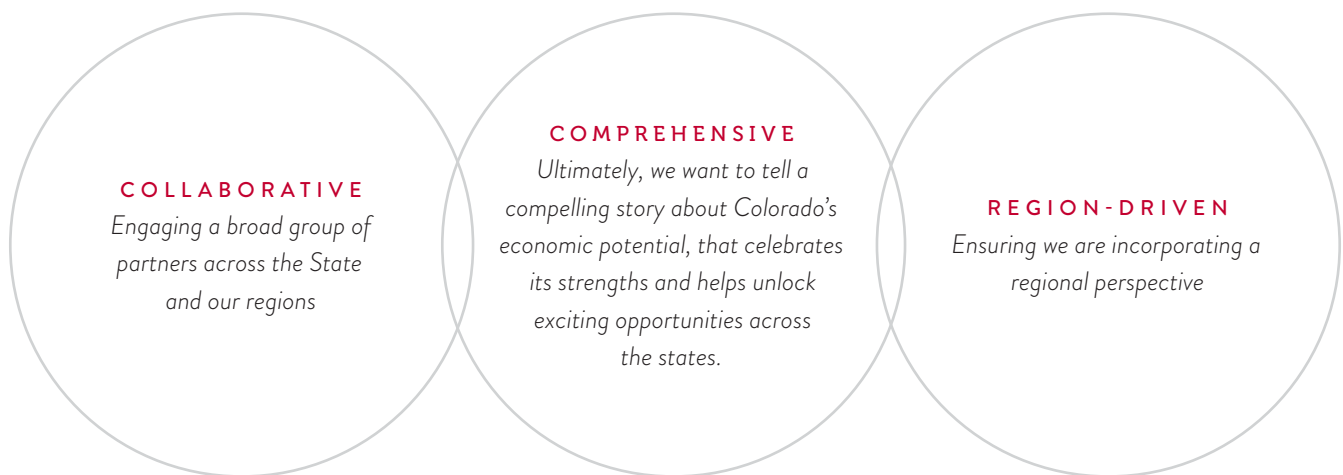 COLLABORATIVE
Engaging a broad group of
partners across the State
and our regions
COMPREHENSIVE
Ultimately, we want to tell a
compelling story about Colorado’s
economic potential, that celebrates
its strengths and helps unlock
exciting opportunities across
the states.
REGION-DRIVEN
Ensuring we are incorporating a
regional perspective